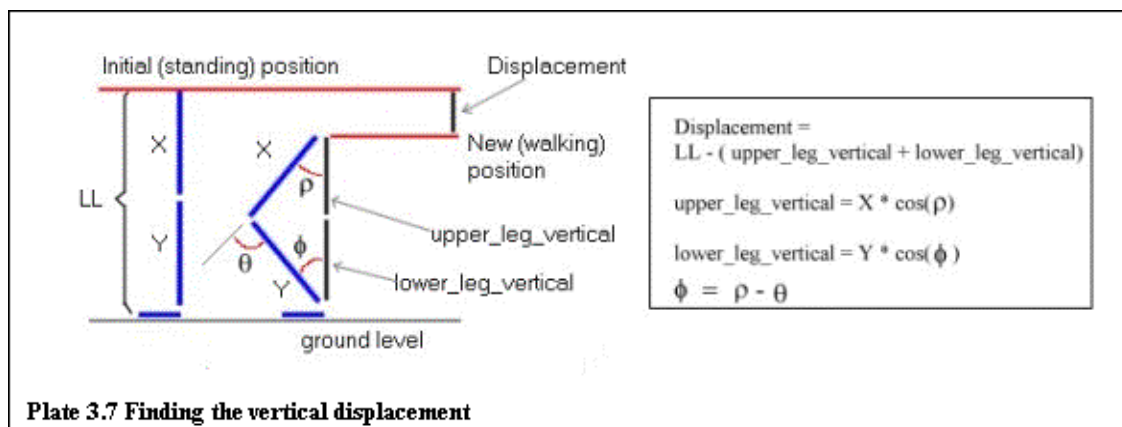 Initial (standing) position
Displacement
X
X
New (walking)
position
ρ
LL
Y
upper_leg_vertical
θ
ϕ
Y
lower_leg_vertical
ground level
Displacement =
LL - ( upper_leg_vertical + lower_leg_vertical)
upper_leg_vertical = X * cos(ρ)
lower_leg_vertical = Y * cos(ϕ )
ϕ = ρ - θ
Plate 3.7 Finding the vertical displacement